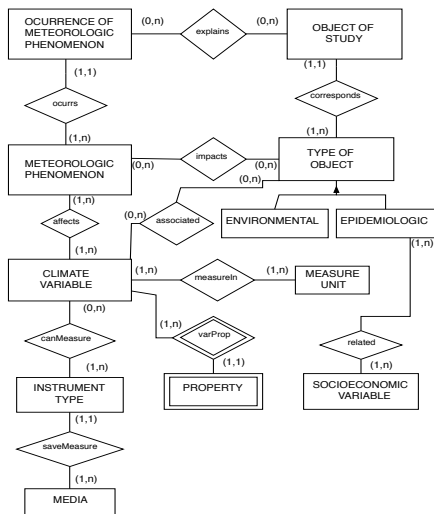 OCURRENCE OF
METEOROLOGIC
PHENOMENON
(0,n)
explains
(0,n)
OBJECT OF
STUDY
(1,1)
(1,1)
ocurrs
corresponds
(1,n)
(1,n)
METEOROLOGIC
PHENOMENON
(0,n)
impacts
(0,n)
TYPE OF
OBJECT
(0,n)
(1,n)
affects
(0,n)
associated
ENVIRONMENTAL
EPIDEMIOLOGIC
(1,n)
(1,n)
CLIMATE
VARIABLE
(1,n)
measureIn
(1,n)
MEASURE
UNIT
(0,n)
(1,n)
canMeasure
varProp
related
(1,n)
(1,1)
(1,n)
INSTRUMENT
TYPE
PROPERTY
SOCIOECONOMIC
VARIABLE
(1,1)
saveMeasure
(1,n)
MEDIA